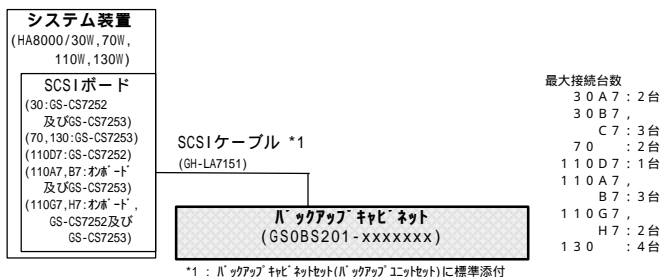 システム装置
(HA8000/30W,70W,
110W,130W)
SCSIボード
(30:GS-CS7252
及びGS-CS7253)
(70,130:GS-CS7253)
(110D7:GS-CS7252)
(110A7,B7:ｵﾝﾎﾞｰﾄﾞ
及びGS-CS7253)
(110G7,H7:ｵﾝﾎﾞｰﾄﾞ,
GS-CS7252及び
GS-CS7253)
SCSIケーブル *1
(GH-LA7151)
ﾊﾞｯｸｱｯﾌﾟｷｬﾋﾞﾈｯﾄ
(GS0BS201-xxxxxxx)
*1 : ﾊﾞｯｸｱｯﾌﾟｷｬﾋﾞﾈｯﾄｾｯﾄ(ﾊﾞｯｸｱｯﾌﾟﾕﾆｯﾄｾｯﾄ)に標準添付
最大接続台数
30A7：2台
30B7，
C7：3台
70 ：2台
110D7：1台
110A7，
B7：3台
110G7，
H7：2台
130 ：4台